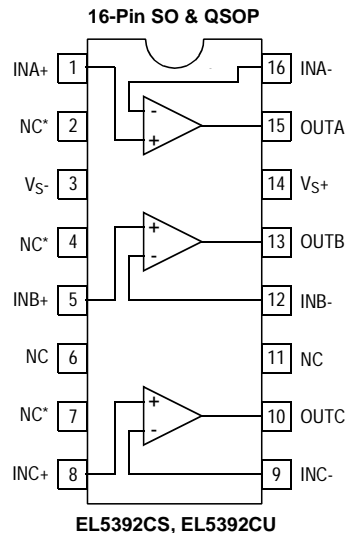 16-Pin SO & QSOP
INA+ 1 16 INA-
- 
NC* 2 + 15 OUTA
VS- 3 14 VS+
+
NC* 4 13 OUTB
-
INB+ 5 12 INB-
NC 6 11 NC
+
NC* 7 10 OUTC
-
INC+ 8 9 INC-
EL5392CS, EL5392CU